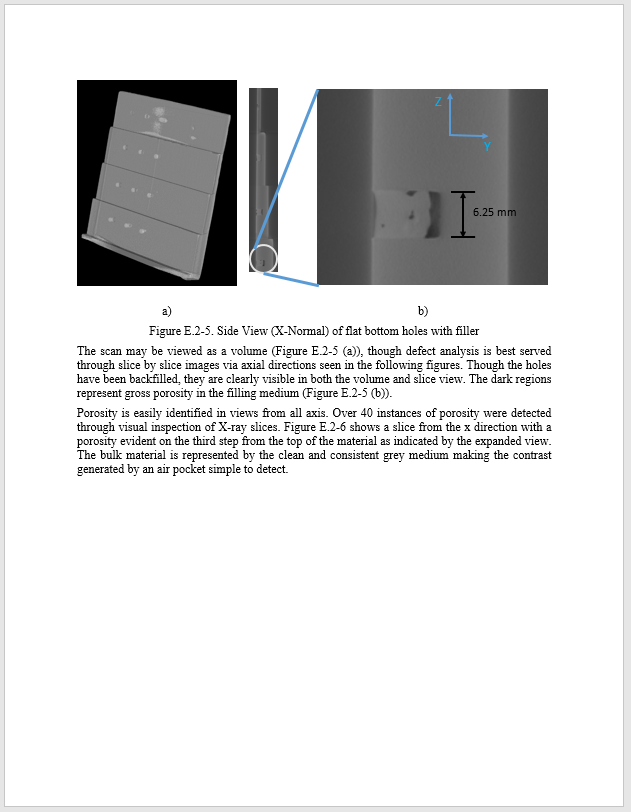 Z
Y
6.25 mm
a)
b)
Figure E.2-5. Side View (X-Normal) of flat bottom holes with filler
The scan may be viewed as a volume (Figure E.2-5 (a)), though defect analysis is best served
through slice by slice images via axial directions seen in the following figures. Though the holes
have been backfilled, they are clearly visible in both the volume and slice view. The dark regions
represent gross porosity in the filling medium (Figure E.2-5 (b)).
Porosity is easily identified in views from all axis. Over 40 instances of porosity were detected
through visual inspection of X-ray slices. Figure E.2-6 shows a slice from the x direction with a
porosity evident on the third step from the top of the material as indicated by the expanded view.
The bulk material is represented by the clean and consistent grey medium making the contrast
generated by an air pocket simple to detect.